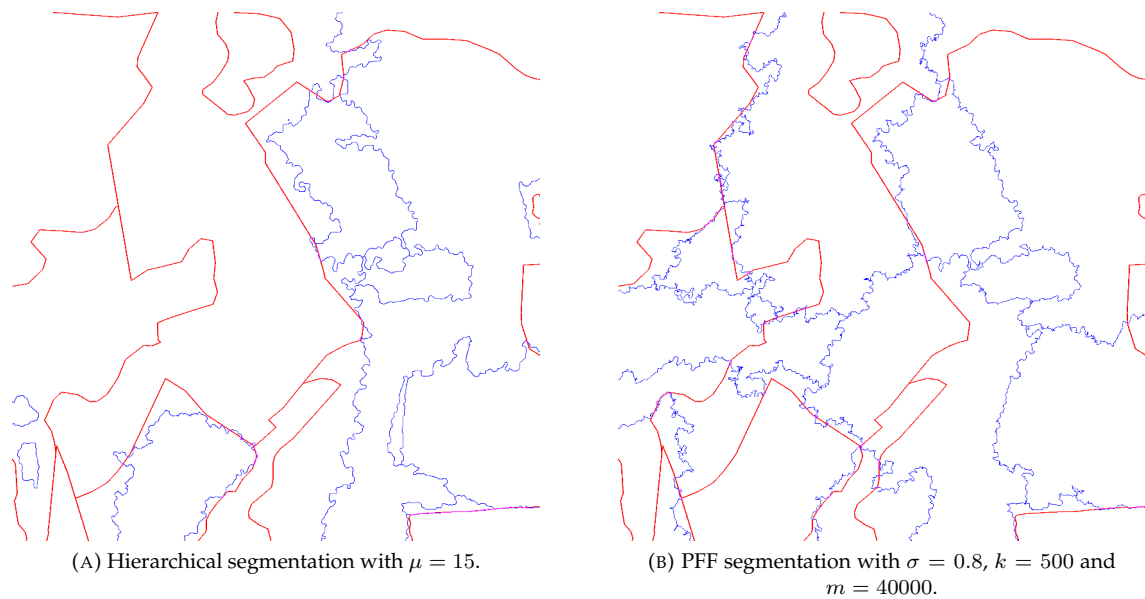 (A) Hierarchical segmentation with μ = 15.
(B) PFF segmentation with σ = 0.8, k = 500 and
m = 40000.